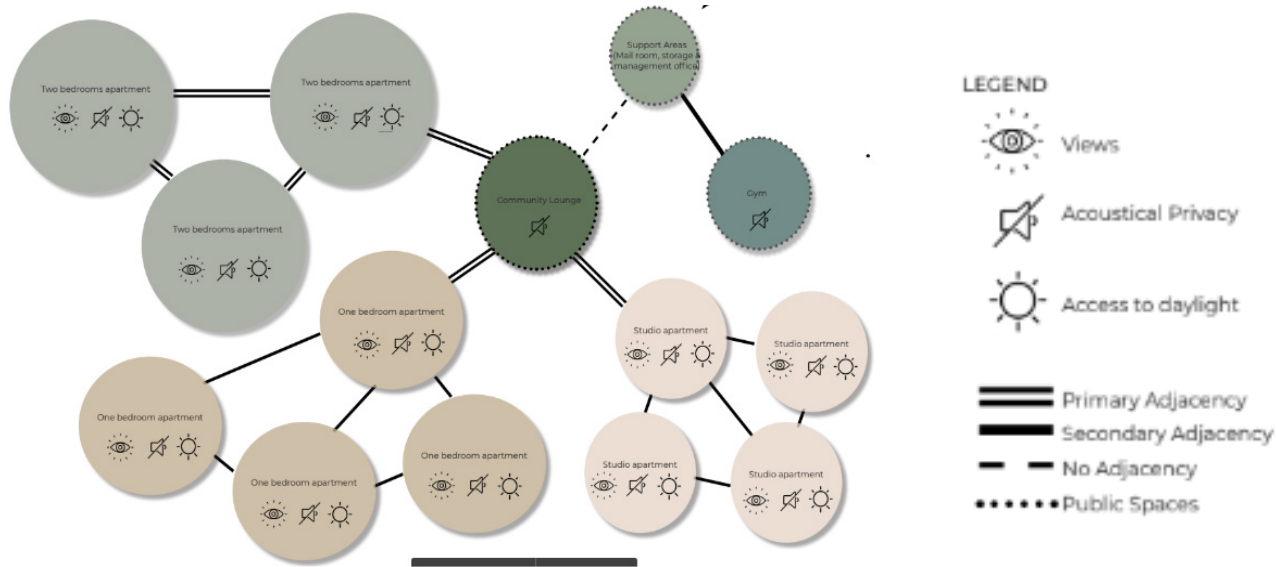 Support Areas
(Mail room, storage &
management office)
Two bedrooms apartment
Two bedrooms apartment
Gym
Community Lounge
Two bedrooms apartment
One bedroom apartment
Studio apartment
Studio apartment
One bedroom apartment
One bedroom apartment
Studio apartment
Studio apartment
One bedroom apartment
LEGEND
Views
Acoustical Privacy
Access to daylight
Primary Adjacency
Secondary Adjacency
No Adjacency
Public Spaces